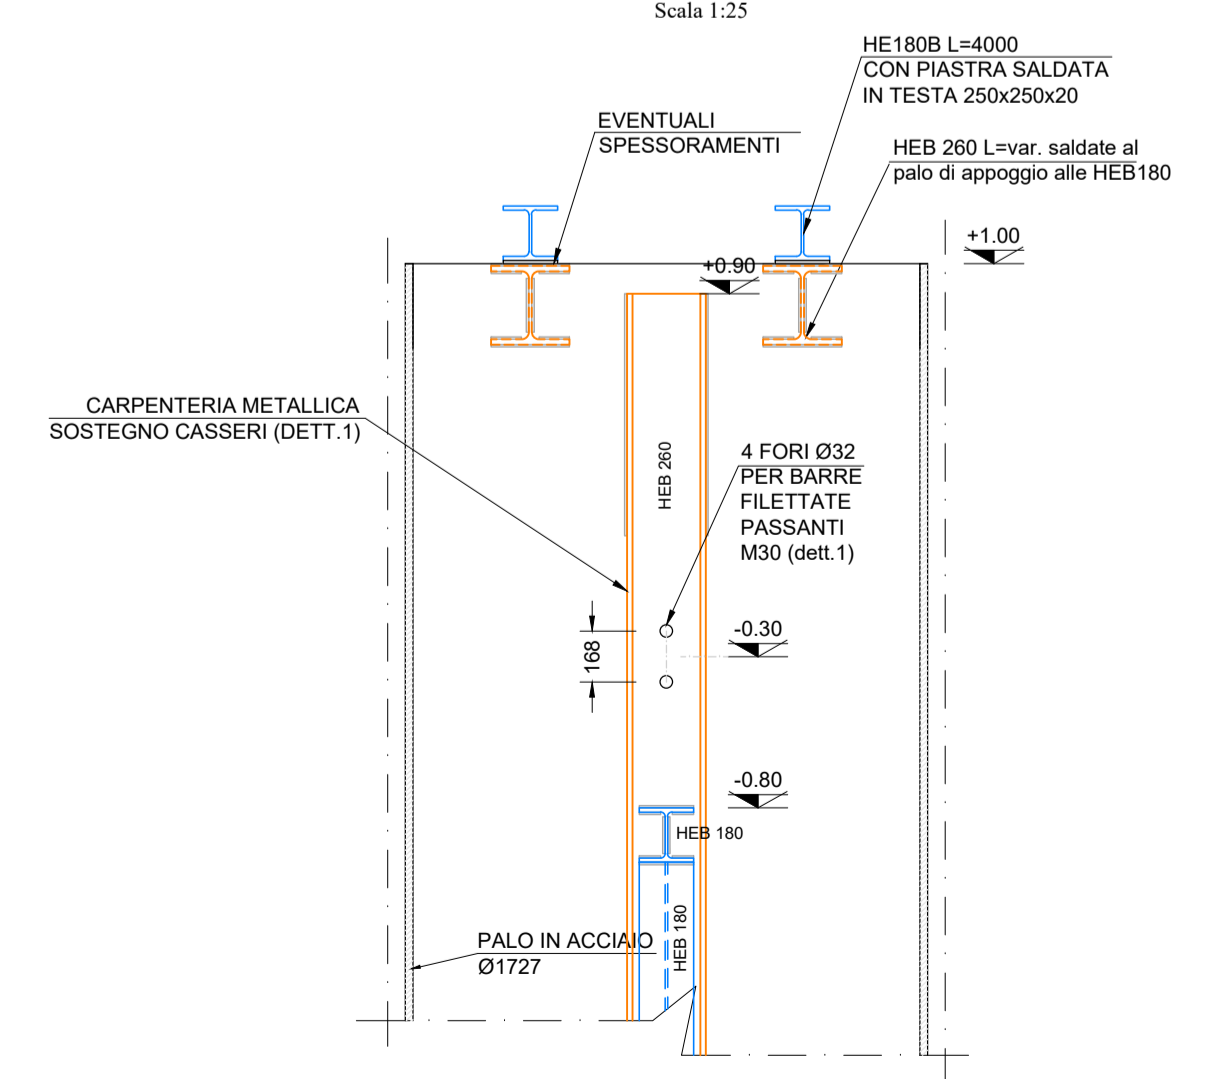 Scala 1:25
HE180B L=4000
CON PIASTRA SALDATA
IN TESTA 250x250x20
EVENTUALI
SPESSORAMENTI
HEB 260 L=var. saldate al
palo di appoggio alle HEB180
+1.00
+0.90
CARPENTERIA METALLICA
SOSTEGNO CASSERI (DETT.1)
HEB 260
4 FORI Ø32
PER BARRE
FILETTATE
PASSANTI
M30 (dett.1)
-0.30
168
-0.80
HEB 180
HEB 180
PALO IN ACCIAIO
Ø1727